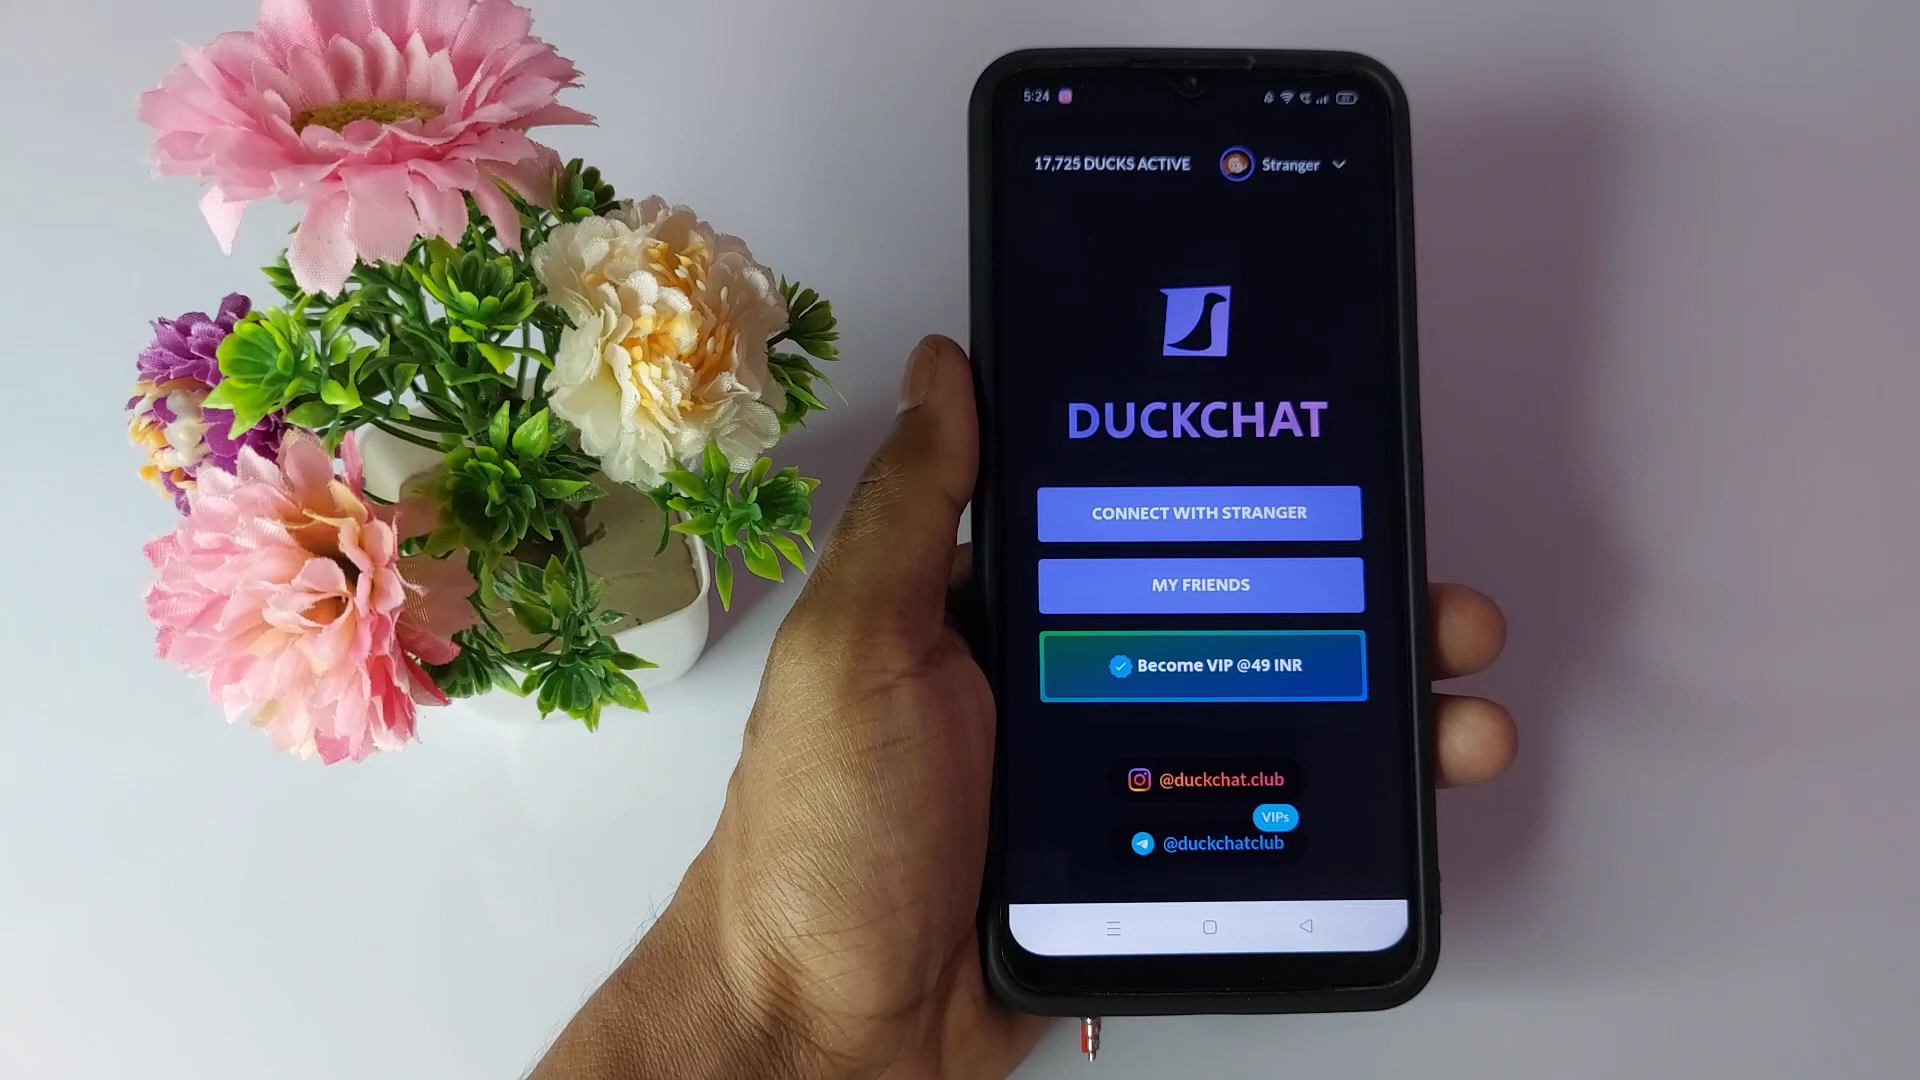 5:24
17,725 DUCKS ACTIVE
Stranger
DUCKCHAT
CONNECT WITH STRANGER
MY FRIENDS
Become VIP @49 INR
@duckchat.club
VIPs
@duckchatclub